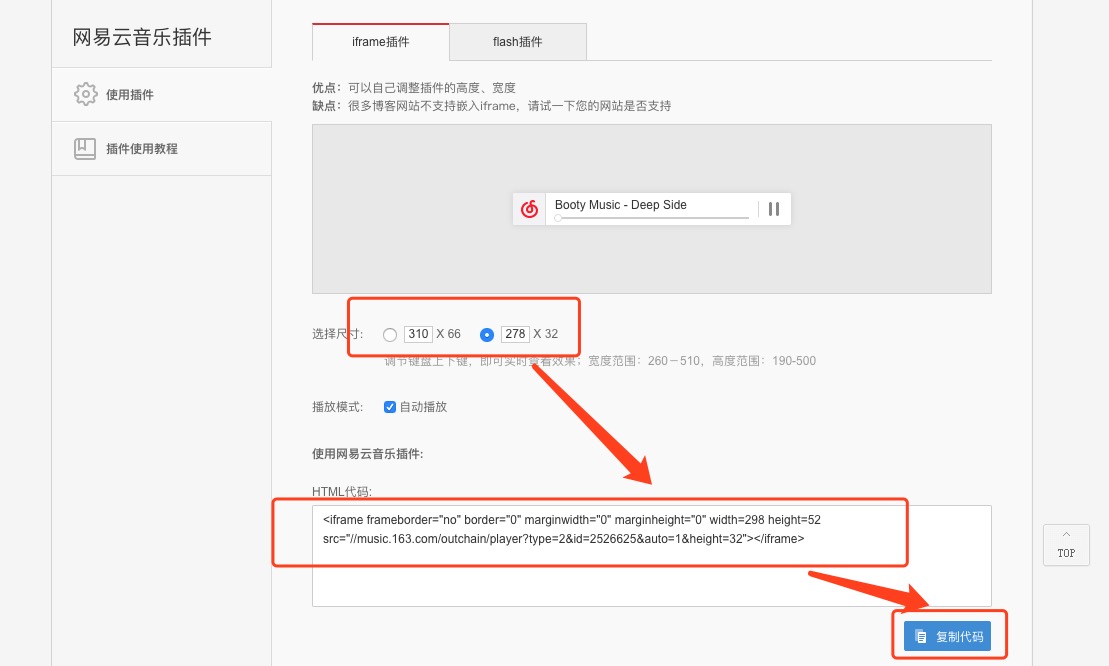 网易云音乐插件
使用插件
插件使用教程
iframe插件
flash插件
优点：可以自己调整插件的高度、宽度
缺点：很多博客网站不支持嵌入iframe，请试一下您的网站是否支持
Booty Music - Deep Side
选择尺寸: 310 X 66 278 X 32
调节键盘上下键，即可实时查看效果；宽度范围：260－510，高度范围：190-500
播放模式: 自动播放
使用网易云音乐插件:
HTML代码:
<iframe frameborder="no" border="0" marginwidth="0" marginheight="0" width=298 height=52
src="//music.163.com/outchain/player?type=2&id=2526625&auto=1&height=32"></iframe>
TOP
复制代码